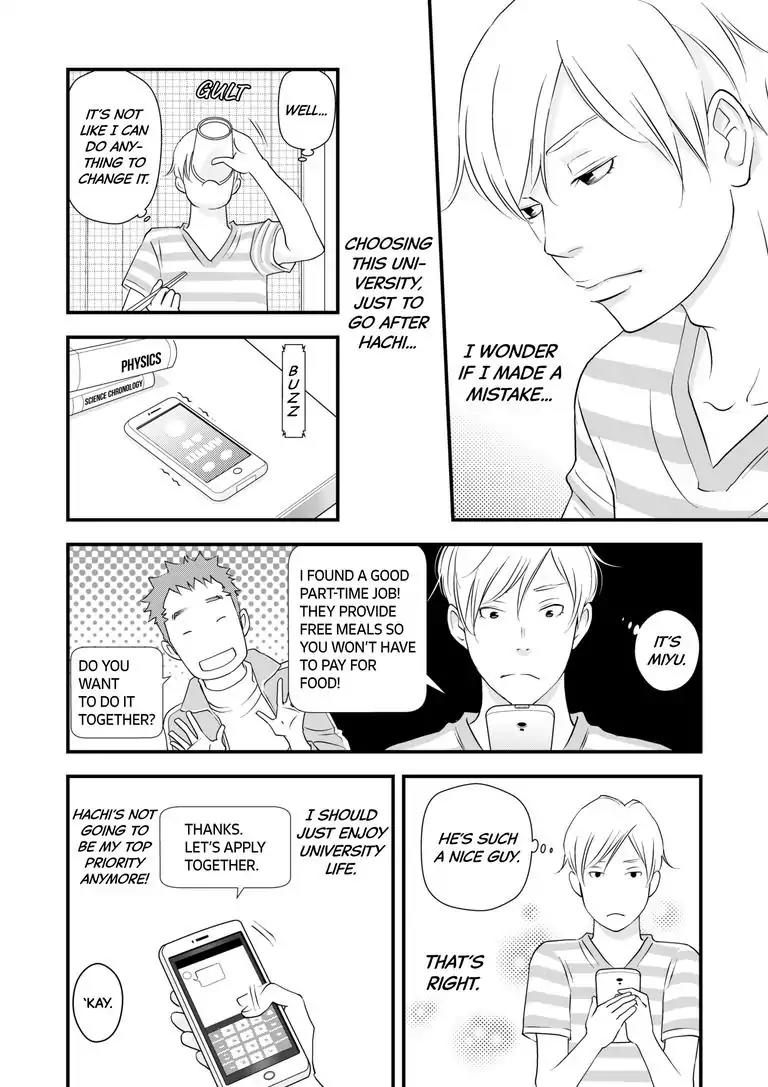 I WONDER
IF I MADE A
MISTAKE...
CHOOSING
THIS UNI-
VERSITY,
JUST TO
GO AFTER
HACHI...
WELL...
GULT
IT'S NOT
LIKE I CAN
DO ANY-
THING TO
CHANGE IT.
BUZZ
PHYSICS
SCIENCE CHRONOLOGY
IT'S
MIYU.
I FOUND A GOOD
PART-TIME JOB!
THEY PROVIDE
FREE MEALS SO
YOU WON'T HAVE
TO PAY FOR
FOOD!
DO YOU
WANT
TO DO IT
TOGETHER?
HE'S SUCH
A NICE GUY.
THAT'S
RIGHT.
I SHOULD
JUST ENJOY
UNIVERSITY
LIFE.
THANKS.
LET'S APPLY
TOGETHER.
HACHI'S NOT
GOING TO
BE MY TOP
PRIORITY
ANYMORE!
'KAY.